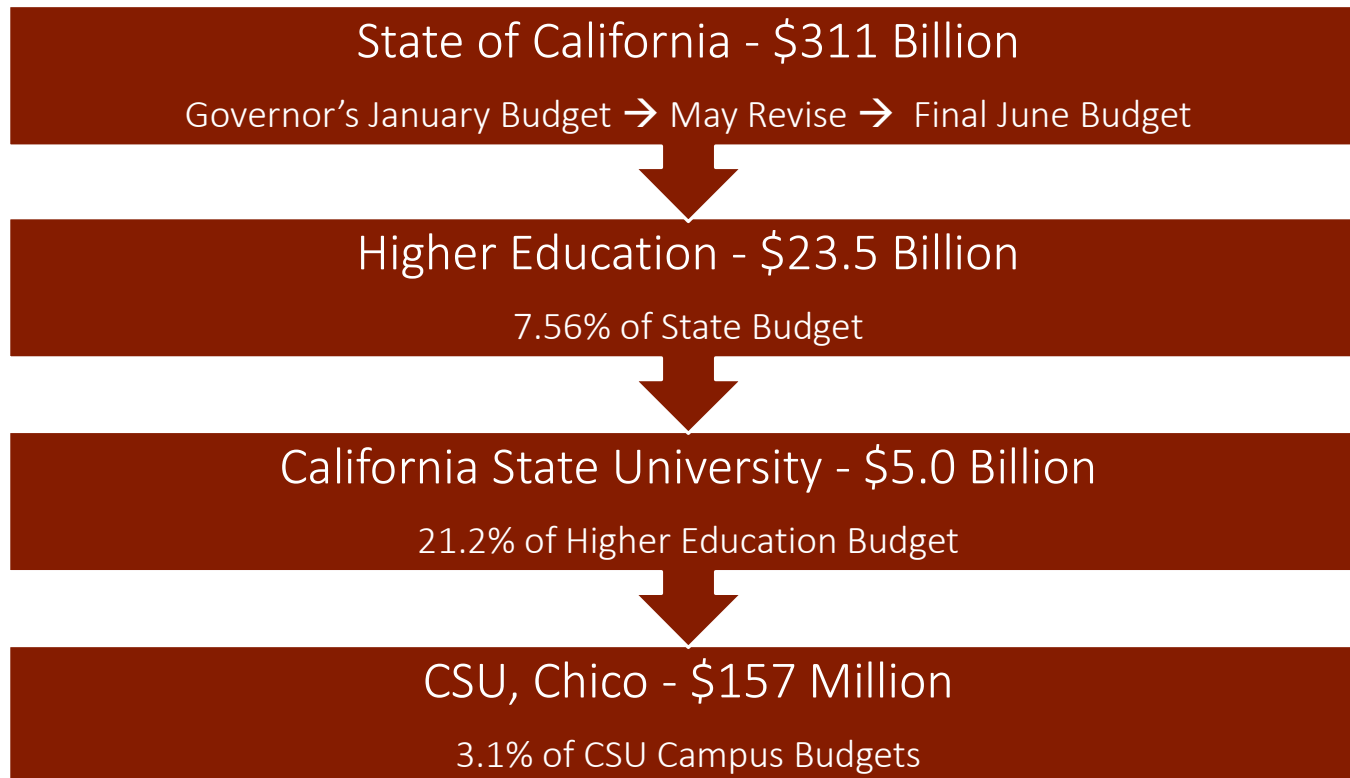 State of California - $311 Billion
Governor’s January Budget → May Revise → Final June Budget
Higher Education - $23.5 Billion
7.56% of State Budget
California State University - $5.0 Billion
21.2% of Higher Education Budget
CSU, Chico - $157 Million
3.1% of CSU Campus Budgets